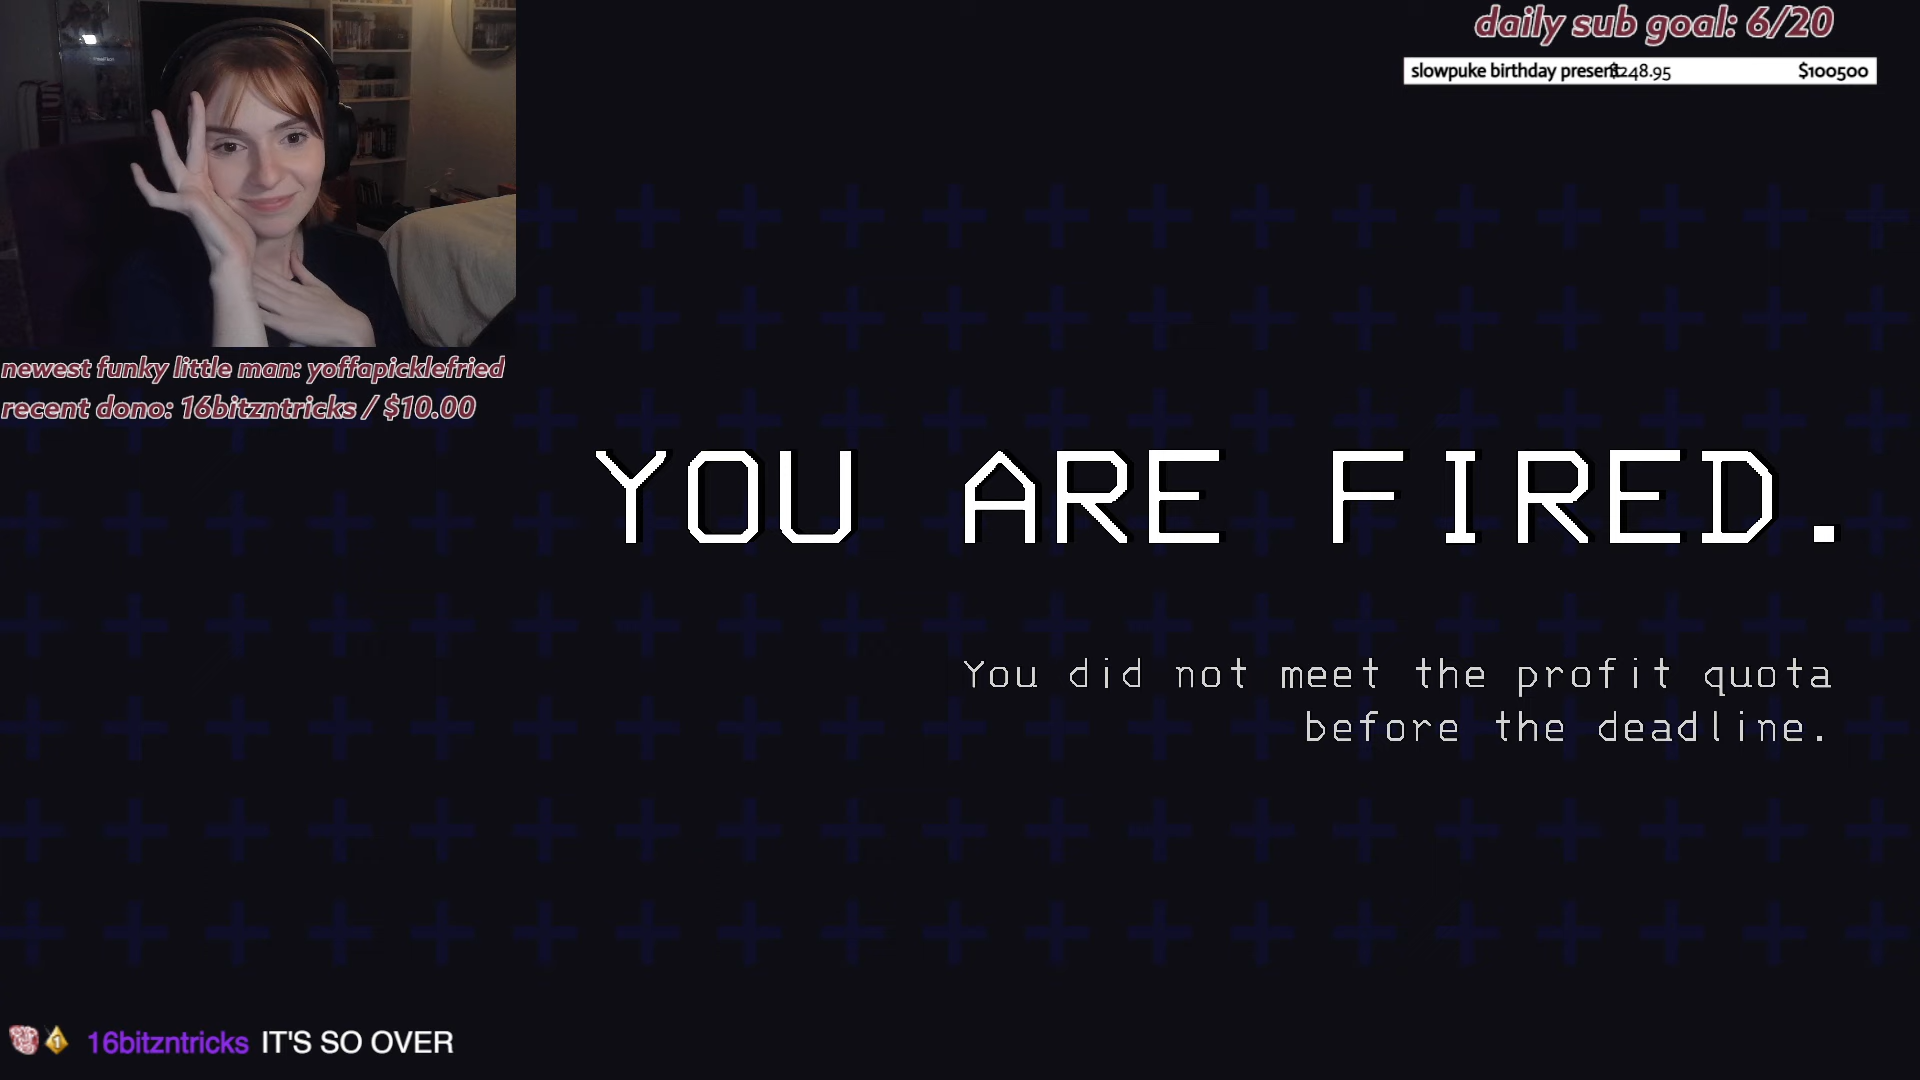 daily sub goal: 6/20
slowpuke birthday present $248.95 $100500
newest funky little man: yoffapicklefried
recent dono: 16bitzntricks / $10.00
YOU ARE FIRED.
You did not meet the profit quota
before the deadline.
16bitzntricks IT'S SO OVER